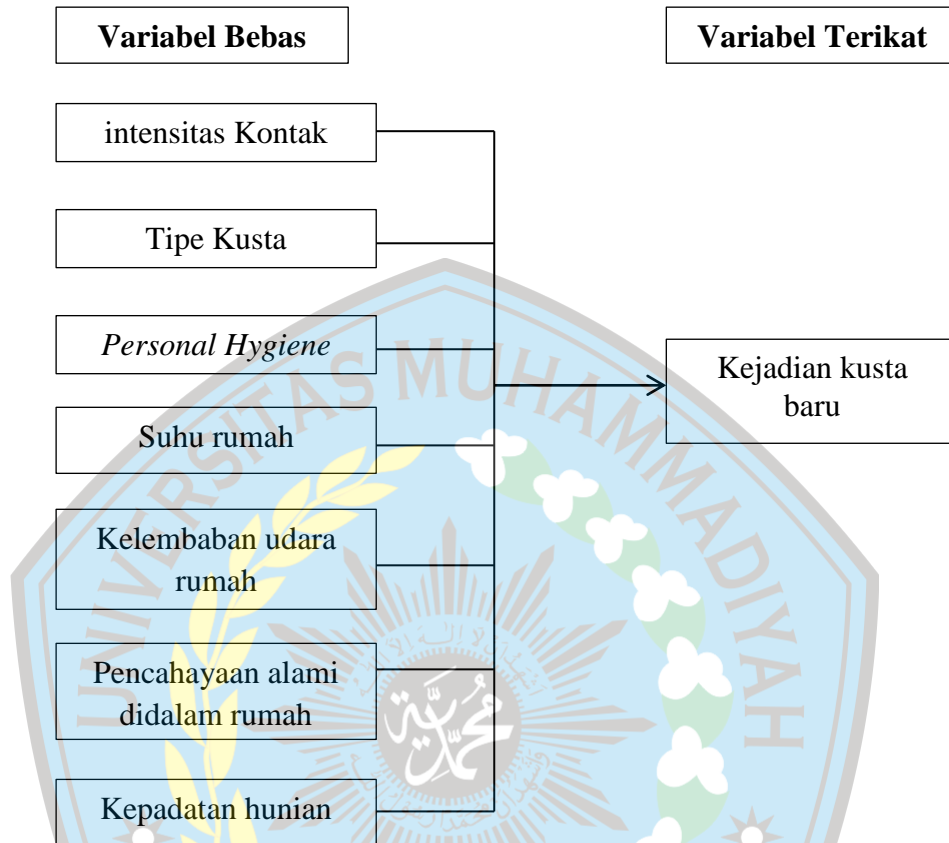 Variabel Bebas
Variabel Terikat
intensitas Kontak
Tipe Kusta
Personal Hygiene
Suhu rumah
Kelembaban udara
rumah
Pencahayaan alami
didalam rumah
Kepadatan hunian
Kejadian kusta
baru
UNIVERSITAS MUHAMMADIYAH
محمدية